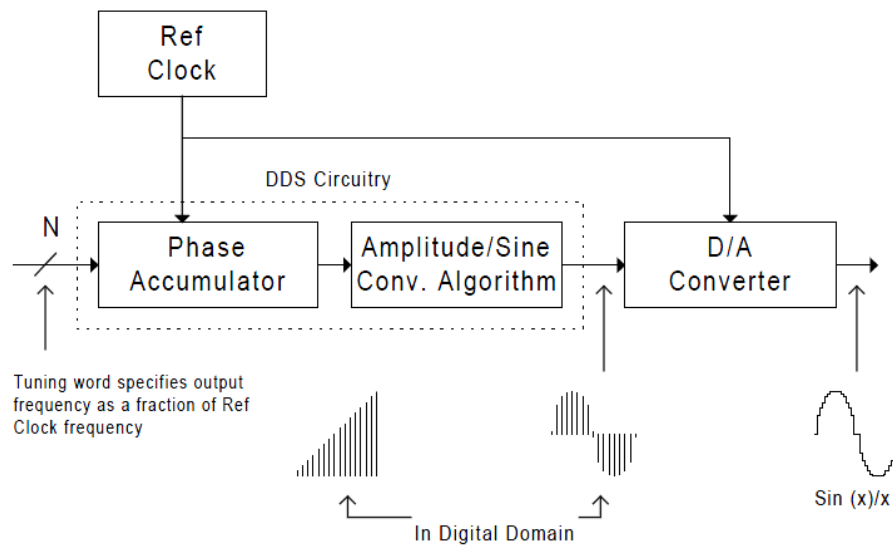 Ref
Clock
DDS Circuitry
N
Phase
Accumulator
Amplitude/Sine
Conv. Algorithm
D/A
Converter
Tuning word specifies output
frequency as a fraction of Ref
Clock frequency
In Digital Domain
Sin (x)/x